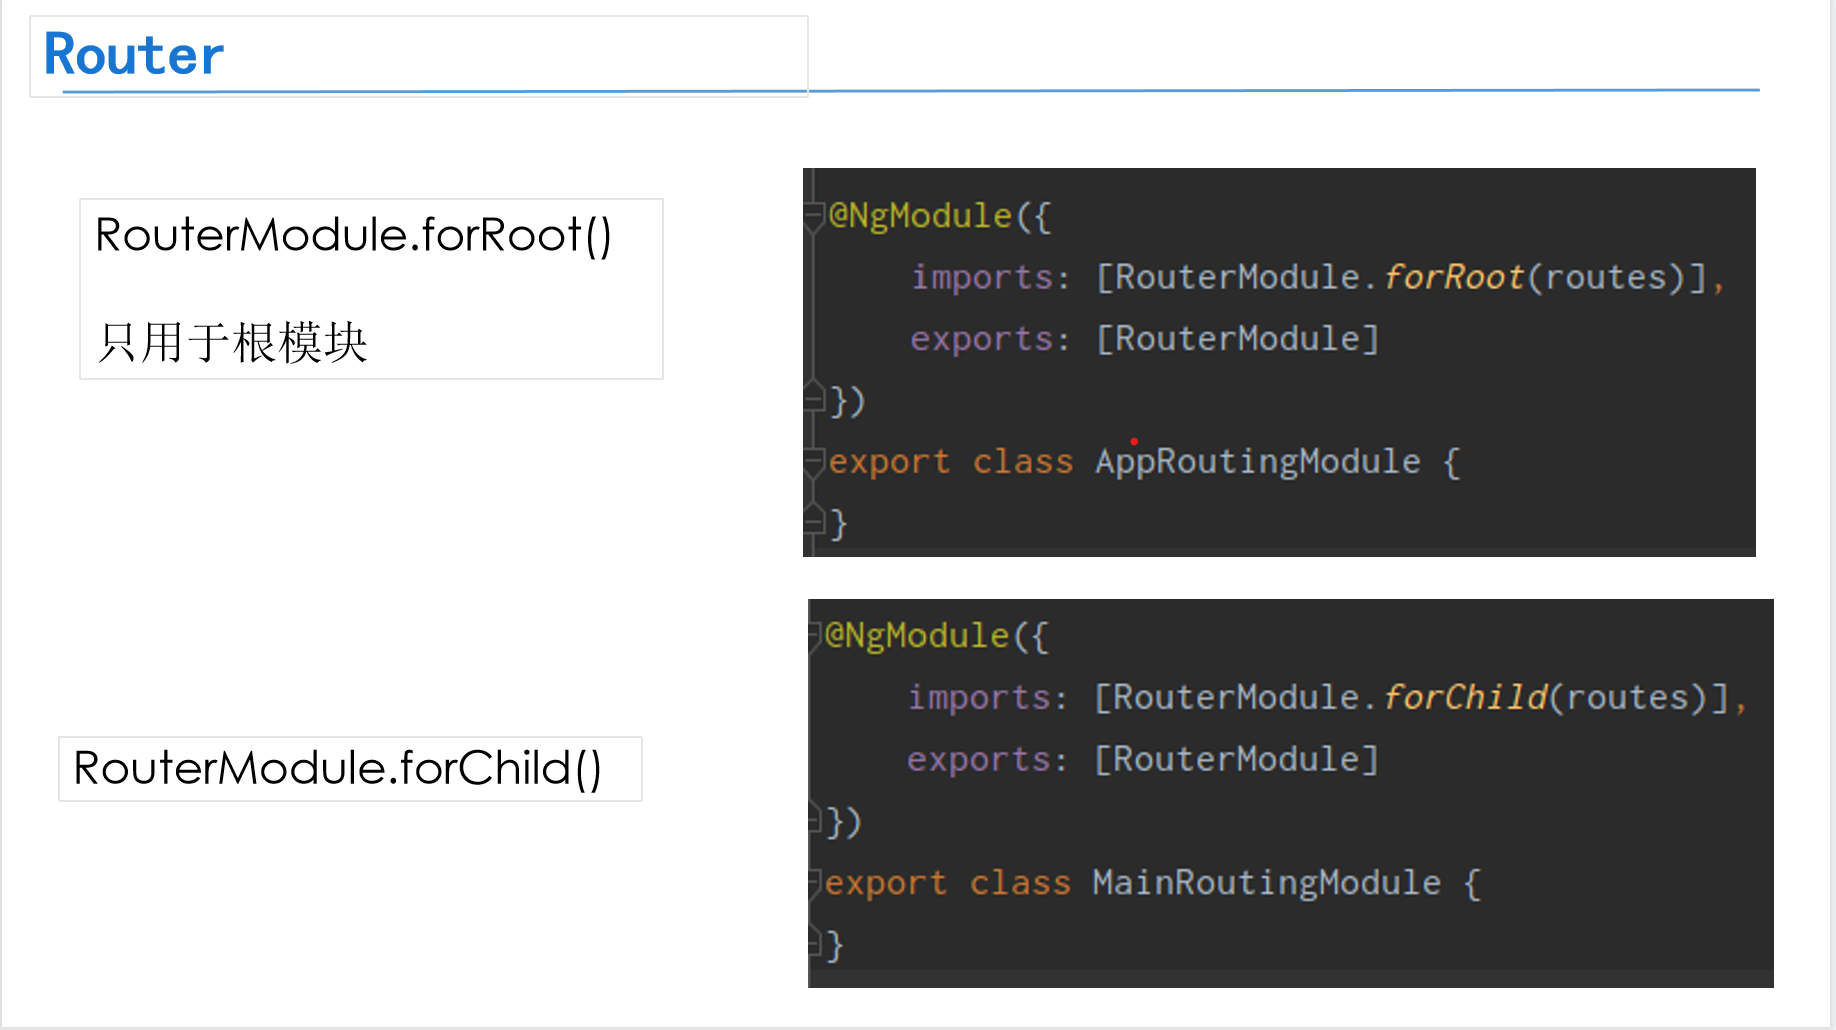 Router
RouterModule.forRoot()
只用于根模块
@NgModule({
imports: [RouterModule.forRoot(routes)],
exports: [RouterModule]
})
export class AppRoutingModule {
}
RouterModule.forChild()
@NgModule({
imports: [RouterModule.forChild(routes)],
exports: [RouterModule]
})
export class MainRoutingModule {
}